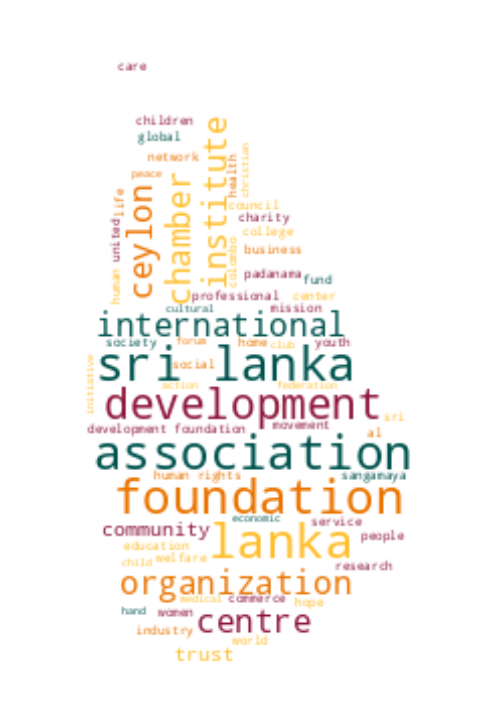 care
children
global
network
peace
institute
health
christian
life
united
human
ceylon
chamber
colombo
council
charity
college
business
padanama
fund
professional
center
cultural
mission
international
society
forum
home
club
youth
sri lanka
initiative
social
action
federation
development
sri
development foundation
movement
al
association
human rights
sangamaya
foundation
economic
service
community
lanka
people
education
child
welfare
research
organization
medical
commerce
hope
hand
women
centre
industry
world
trust